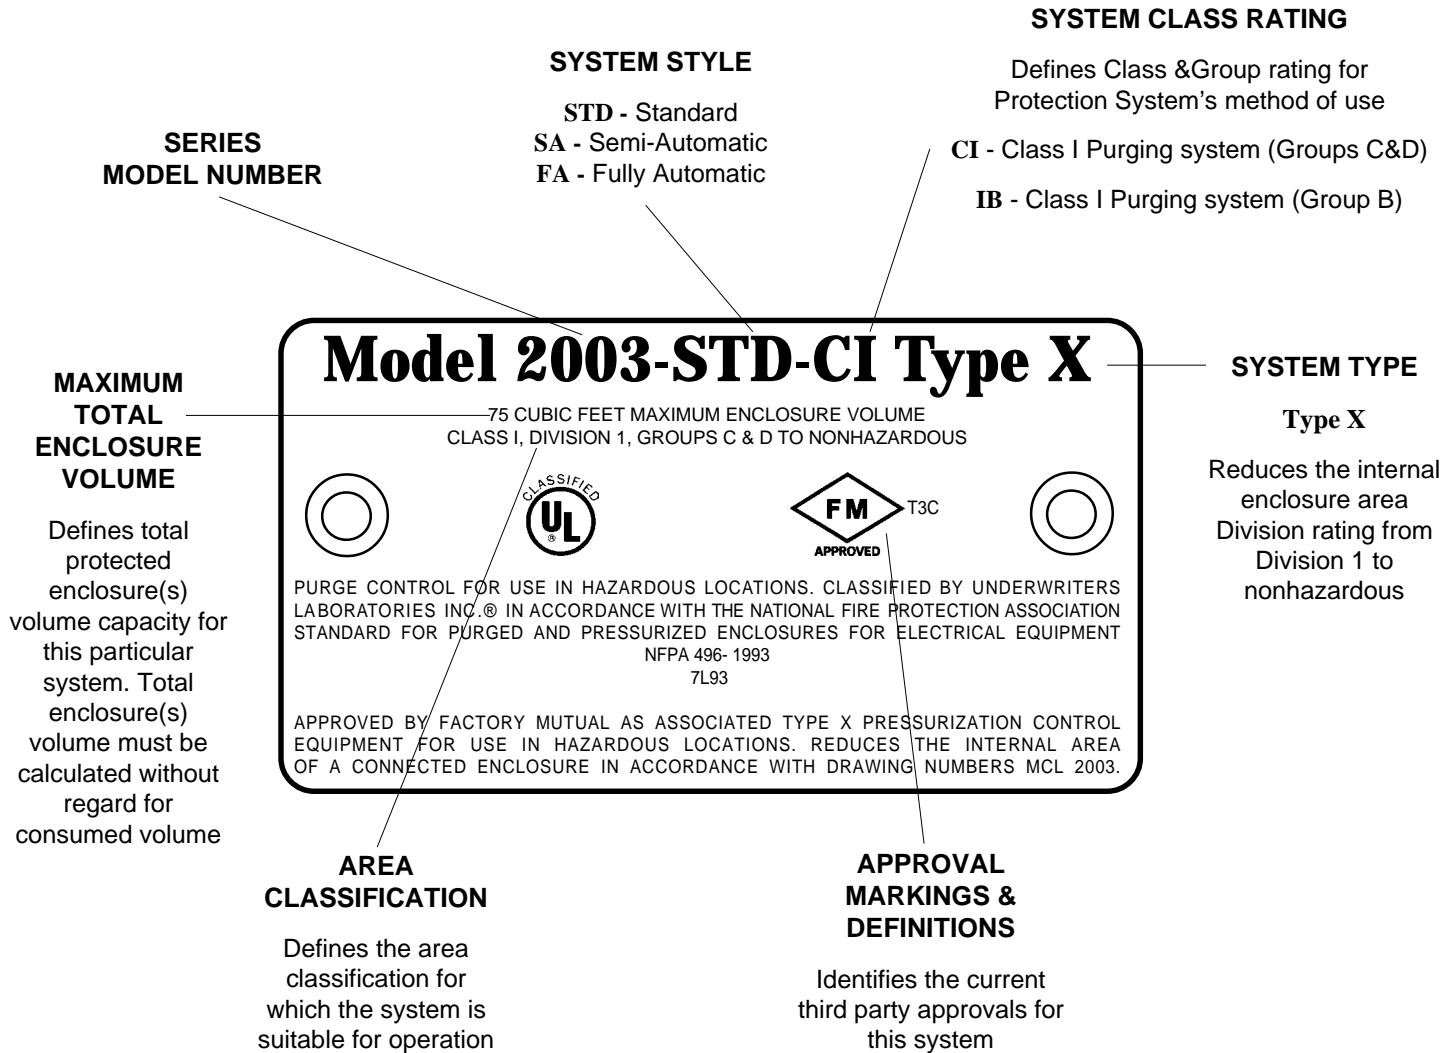 SYSTEM CLASS RATING
Defines Class &Group rating for
Protection System's method of use
CI - Class I Purging system (Groups C&D)
IB - Class I Purging system (Group B)
SYSTEM STYLE
STD - Standard
SA - Semi-Automatic
FA - Fully Automatic
SERIES
MODEL NUMBER
Model 2003-STD-CI Type X
75 CUBIC FEET MAXIMUM ENCLOSURE VOLUME
CLASS I, DIVISION 1, GROUPS C & D TO NONHAZARDOUS
CLASSIFIED
UL
®
FM
APPROVED
T3C
PURGE CONTROL FOR USE IN HAZARDOUS LOCATIONS. CLASSIFIED BY UNDERWRITERS
LABORATORIES INC.® IN ACCORDANCE WITH THE NATIONAL FIRE PROTECTION ASSOCIATION
STANDARD FOR PURGED AND PRESSURIZED ENCLOSURES FOR ELECTRICAL EQUIPMENT
NFPA 496- 1993
7L93
APPROVED BY FACTORY MUTUAL AS ASSOCIATED TYPE X PRESSURIZATION CONTROL
EQUIPMENT FOR USE IN HAZARDOUS LOCATIONS. REDUCES THE INTERNAL AREA
OF A CONNECTED ENCLOSURE IN ACCORDANCE WITH DRAWING NUMBERS MCL 2003.
MAXIMUM
TOTAL
ENCLOSURE
VOLUME
Defines total
protected
enclosure(s)
volume capacity for
this particular
system. Total
enclosure(s)
volume must be
calculated without
regard for
consumed volume
SYSTEM TYPE
Type X
Reduces the internal
enclosure area
Division rating from
Division 1 to
nonhazardous
AREA
CLASSIFICATION
Defines the area
classification for
which the system is
suitable for operation
APPROVAL
MARKINGS &
DEFINITIONS
Identifies the current
third party approvals for
this system